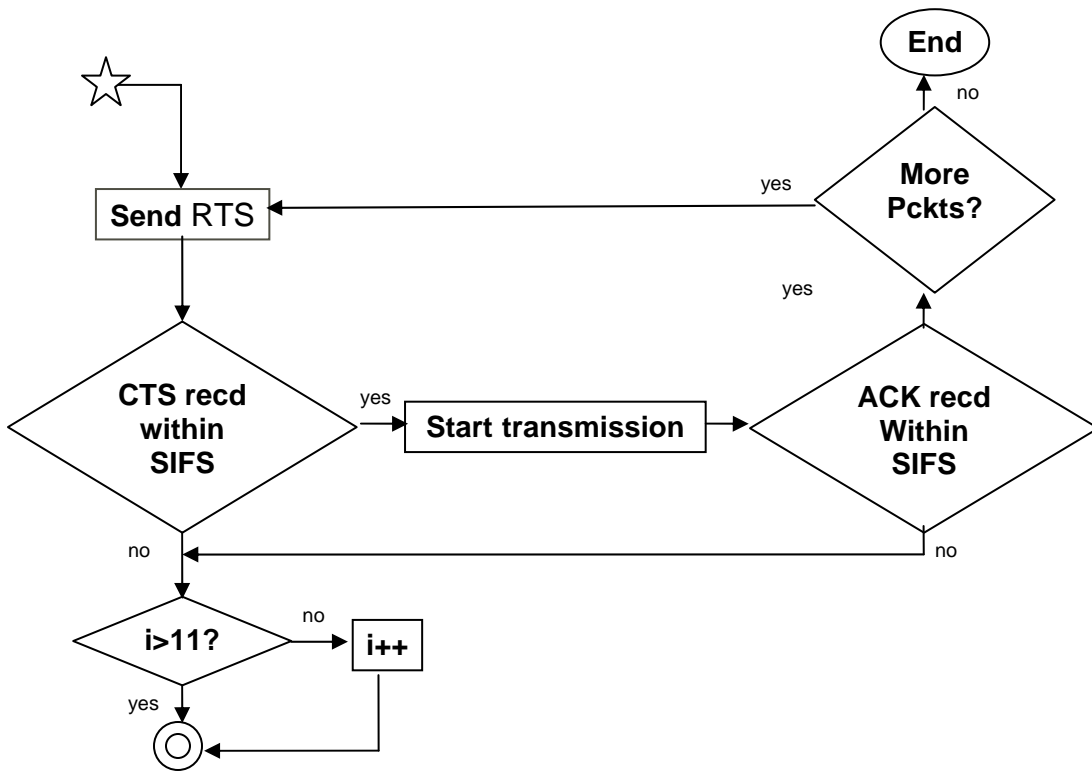 End
no
More
Pckts?
yes
Send RTS
yes
CTS recd
within
SIFS
yes
Start transmission
ACK recd
Within
SIFS
no
no
i>11?
no
i++
yes